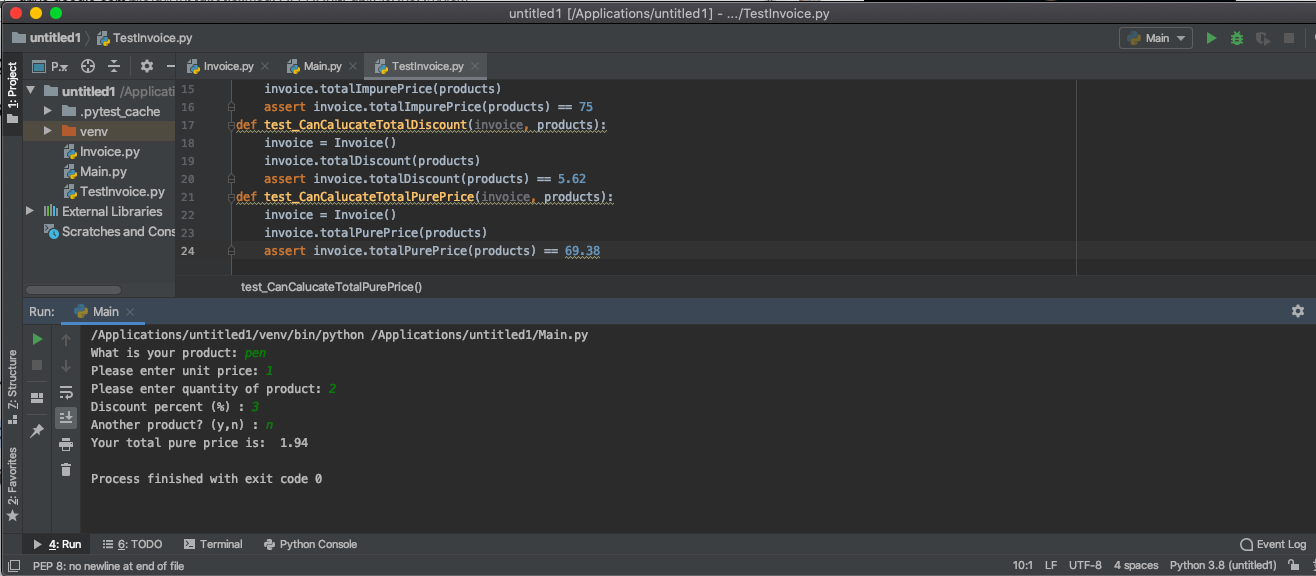 untitled1 [/Applications/untitled1] - .../TestInvoice.py
untitled1 TestInvoice.py
Main
1: Project
P.
Invoice.py
Main.py
TestInvoice.py
untitled1 /Applicati
.pytest_cache
venv
Invoice.py
Main.py
TestInvoice.py
External Libraries
Scratches and Cons
15 invoice.totalImpurePrice(products)
16 assert invoice.totalImpurePrice(products) == 75
17 def test_CanCalucateTotalDiscount(invoice, products):
18 invoice = Invoice()
19 invoice.totalDiscount(products)
20 assert invoice.totalDiscount(products) == 5.62
21 def test_CanCalucateTotalPurePrice(invoice, products):
22 invoice = Invoice()
23 invoice.totalPurePrice(products)
24 assert invoice.totalPurePrice(products) == 69.38
test_CanCalucateTotalPurePrice()
Run: Main
/Applications/untitled1/venv/bin/python /Applications/untitled1/Main.py
What is your product: pen
Please enter unit price: 1
Please enter quantity of product: 2
Discount percent (%) : 3
Another product? (y,n) : n
Your total pure price is:  1.94
Process finished with exit code 0
Z: Structure
2: Favorites
4: Run
6: TODO
Terminal
Python Console
Event Log
PEP 8: no newline at end of file
10:1 LF UTF-8 4 spaces Python 3.8 (untitled1)